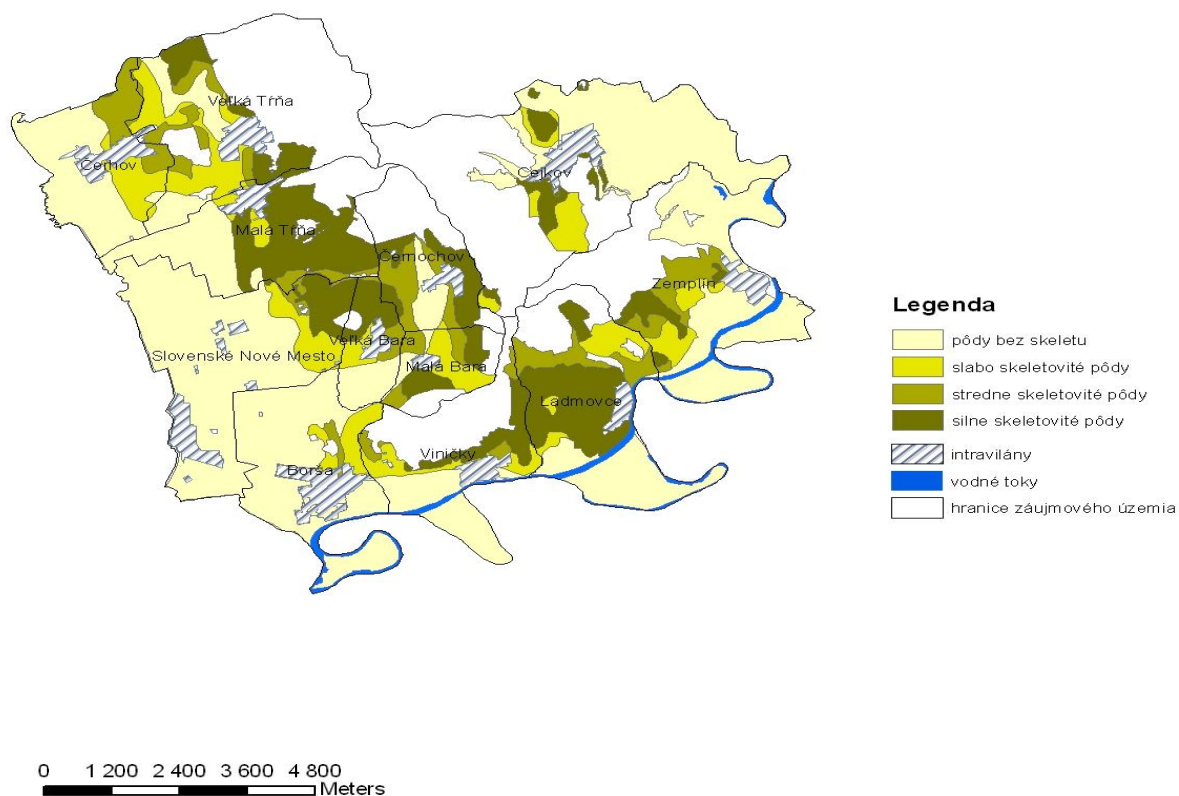 Veľká Tŕňa
Čerhov
Cejkov
Malá Tŕňa
Černochov
Zemplín
Veľká Bara
Slovenské Nové Mesto
Malá Bara
Ladmovce
Viničky
Borša
Legenda
pôdy bez skeletu
slabo skeletovité pôdy
stredne skeletovité pôdy
silne skeletovité pôdy
intravilány
vodné toky
hranice záujmového územia
0 1 200 2 400 3 600 4 800
Meters